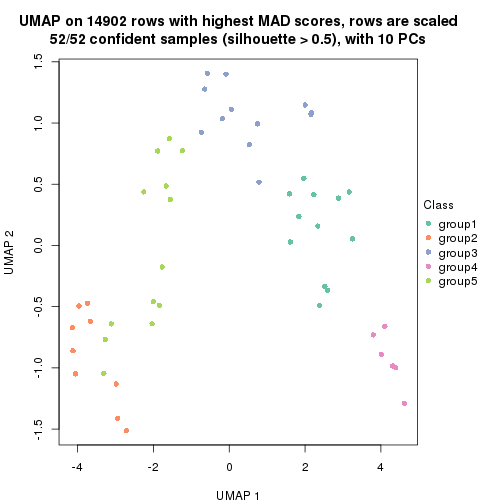 UMAP on 14902 rows with highest MAD scores, rows are scaled
52/52 confident samples (silhouette > 0.5), with 10 PCs
1.5
1.0
0.5
0.0
-0.5
-1.0
-1.5
UMAP 2
-4
-2
0
2
4
UMAP 1
Class
group1
group2
group3
group4
group5